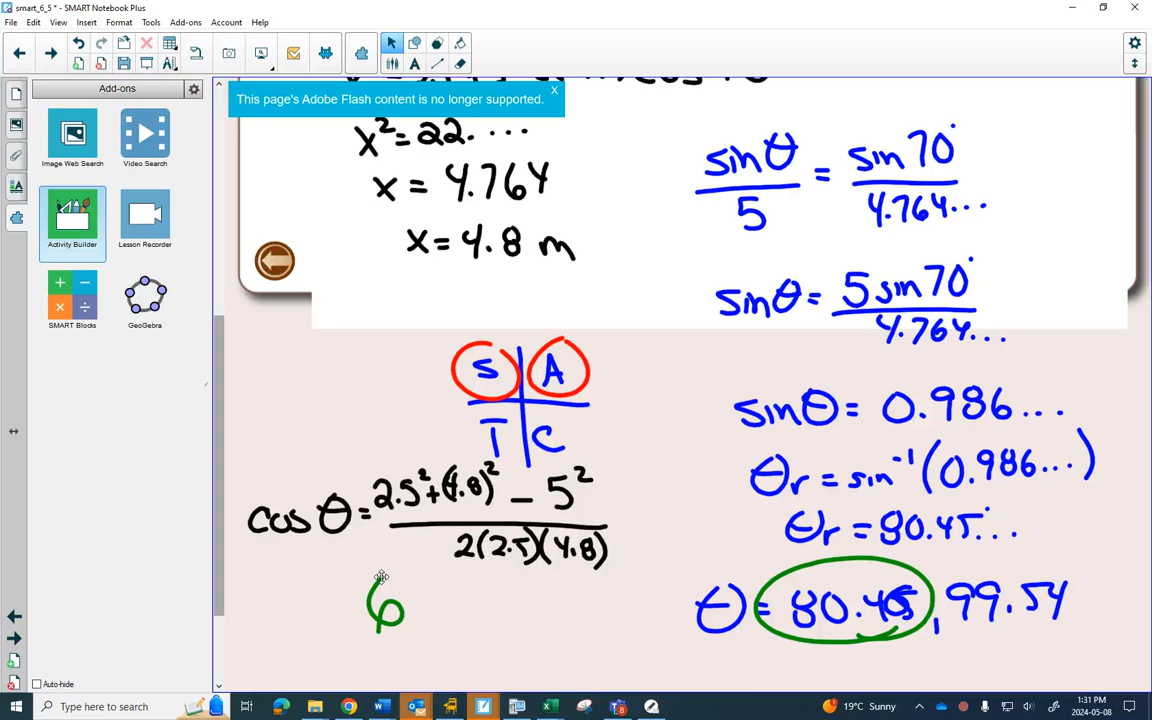 smart_6_5 * - SMART Notebook Plus
File Edit View Insert Format Tools Add-ons Account Help
Add-ons
This page's Adobe Flash content is no longer supported. X
Image Web Search Video Search
Activity Builder Lesson Recorder
SMART Blocks GeoGebra
x² = 22. ....
x = 4.764
x = 4.8 m
sinθ/5 = sin70°/4.764...
sinθ = 5sin70°/4.764...
S A
T C
sinθ = 0.986...
θr = sin⁻¹(0.986...)
θr = 80.45°...
θ = 80.45, 99.54
cosθ = 2.5² + (4.8)² - 5² / 2(2.5)(4.8)
6
Auto-hide
Type here to search
19°C Sunny
1:31 PM
2024-05-08